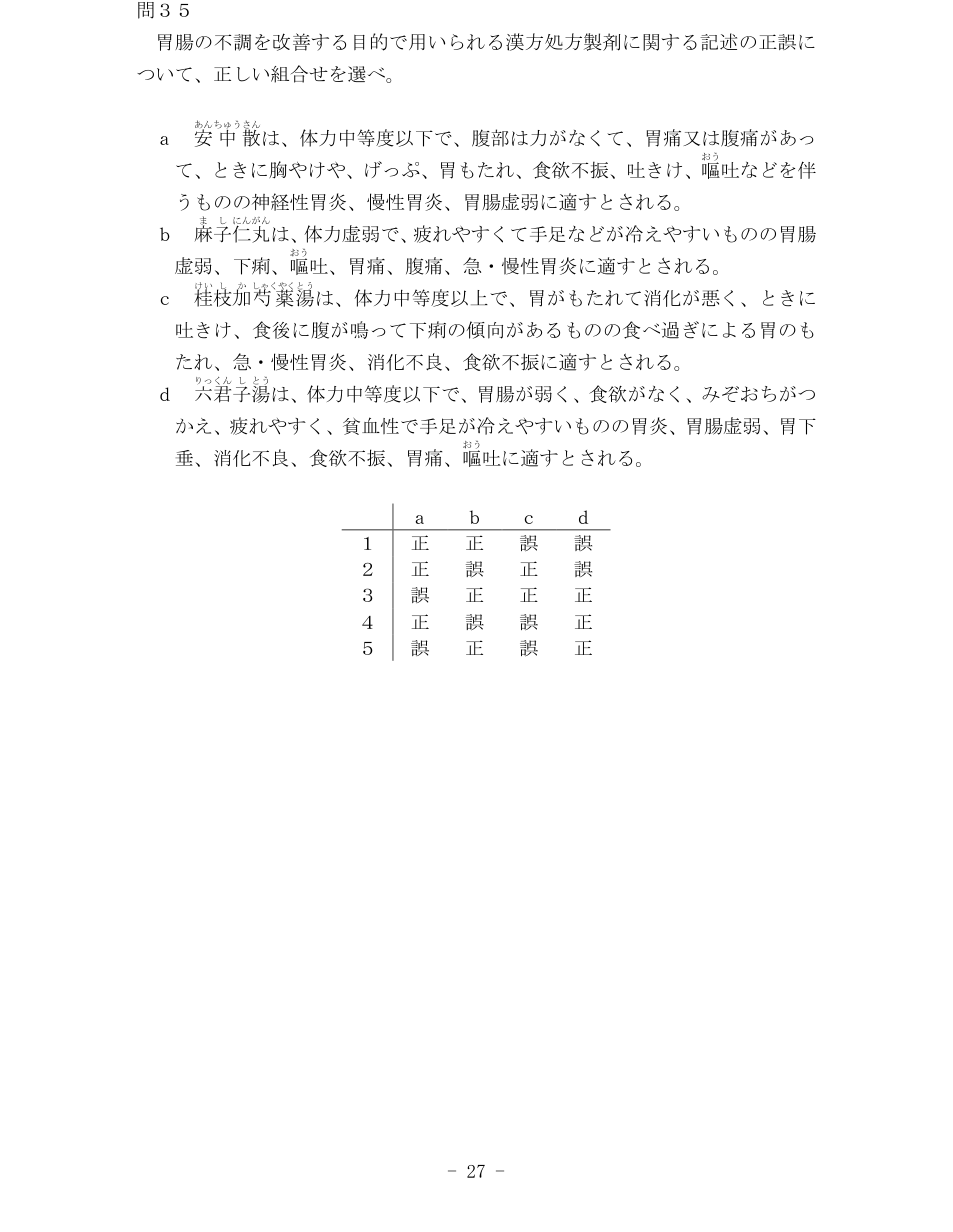 問３５
胃腸の不調を改善する目的で用いられる漢方処方製剤に関する記述の正誤に
ついて、正しい組合せを選べ。
あんちゅうさん
a 安中散は、体力中等度以下で、腹部は力がなくて、胃痛又は腹痛があっ
おう
て、ときに胸やけや、げっぷ、胃もたれ、食欲不振、吐きけ、嘔吐などを伴
うものの神経性胃炎、慢性胃炎、胃腸虚弱に適すとされる。
ましにんがん
b 麻子仁丸は、体力虚弱で、疲れやすくて手足などが冷えやすいものの胃腸
おう
虚弱、下痢、嘔吐、胃痛、腹痛、急・慢性胃炎に適すとされる。
けいしかしゃくやくとう
c 桂枝加芍薬湯は、体力中等度以上で、胃がもたれて消化が悪く、ときに
吐きけ、食後に腹が鳴って下痢の傾向があるものの食べ過ぎによる胃のも
たれ、急・慢性胃炎、消化不良、食欲不振に適すとされる。
りっくんしとう
d 六君子湯は、体力中等度以下で、胃腸が弱く、食欲がなく、みぞおちがつ
かえ、疲れやすく、貧血性で手足が冷えやすいものの胃炎、胃腸虚弱、胃下
おう
垂、消化不良、食欲不振、胃痛、嘔吐に適すとされる。
a b c d
1 正 正 誤 誤
2 正 誤 正 誤
3 誤 正 正 正
4 正 誤 誤 正
5 誤 正 誤 正
- 27 -